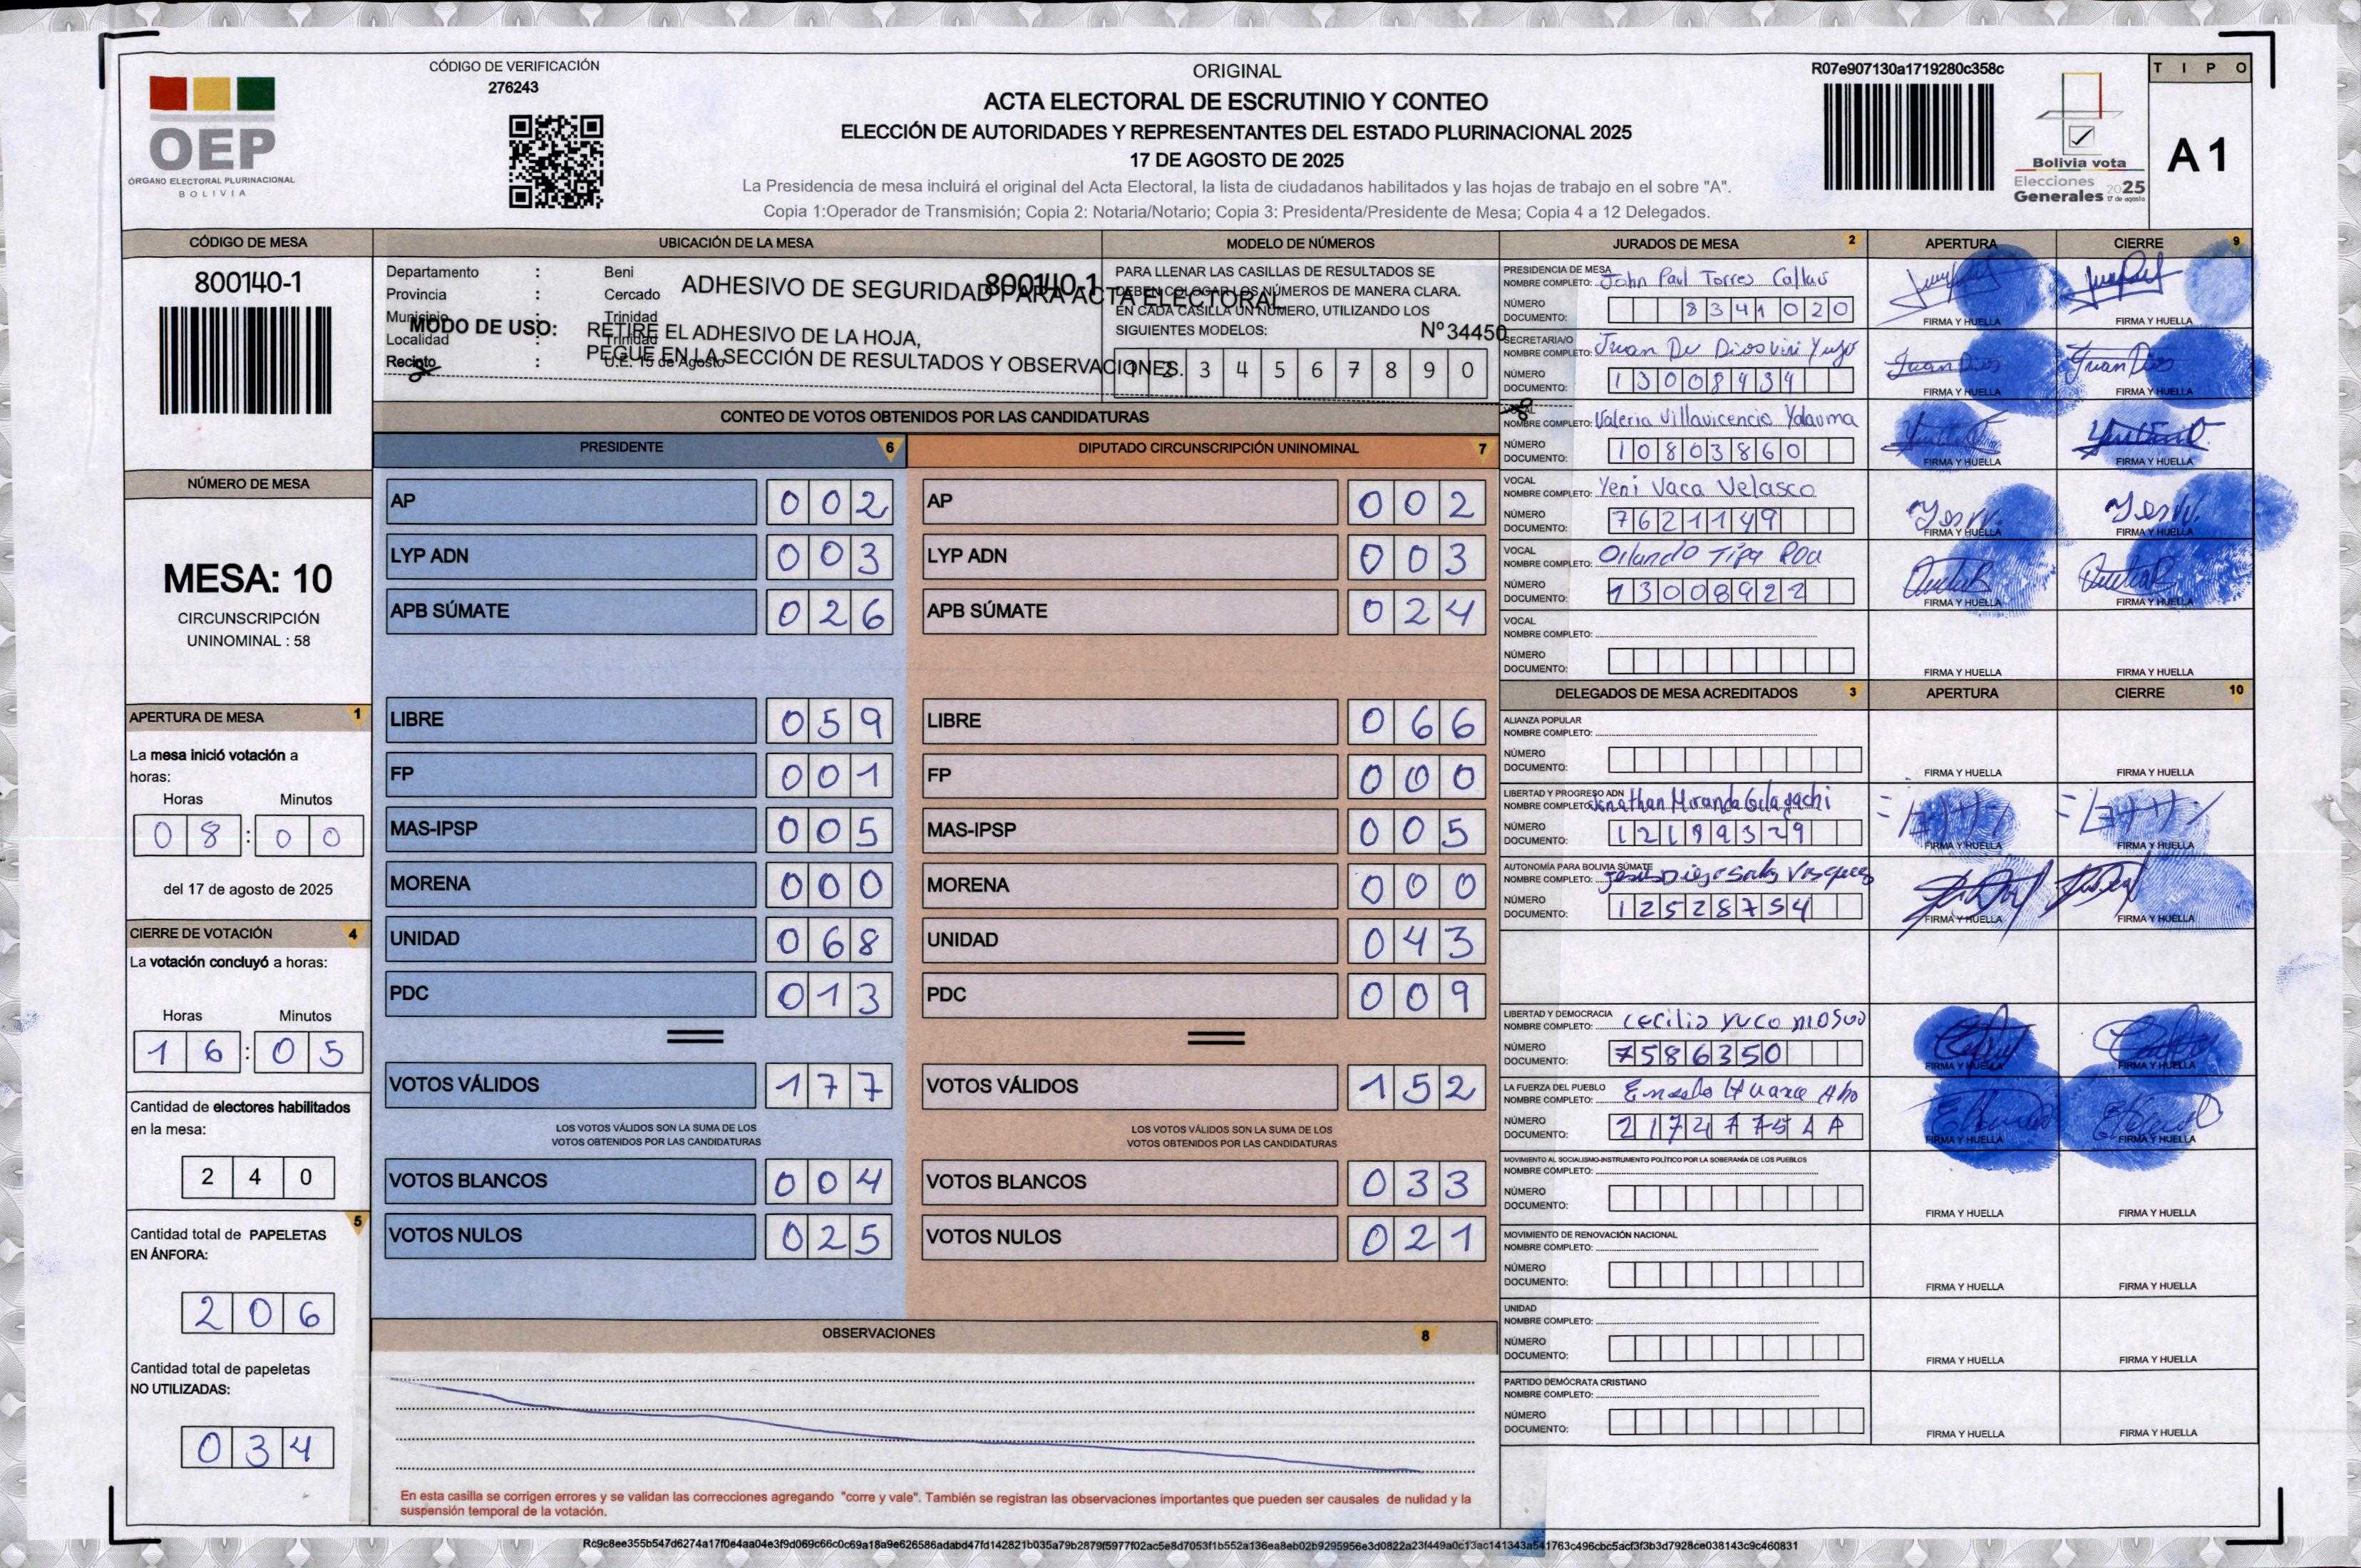 CÓDIGO DE VERIFICACIÓN
276243
OEP
ÓRGANO ELECTORAL PLURINACIONAL
BOLIVIA
ORIGINAL
ACTA ELECTORAL DE ESCRUTINIO Y CONTEO
ELECCIÓN DE AUTORIDADES Y REPRESENTANTES DEL ESTADO PLURINACIONAL 2025
17 DE AGOSTO DE 2025
La Presidencia de mesa incluirá el original del Acta Electoral, la lista de ciudadanos habilitados y las hojas de trabajo en el sobre "A".
Copia 1:Operador de Transmisión; Copia 2: Notaria/Notario; Copia 3: Presidenta/Presidente de Mesa; Copia 4 a 12 Delegados.
R07e907130a1719280c358c
Bolivia vota
Elecciones
Generales 2025
17 de agosto
TIPO
A1
CÓDIGO DE MESA
800140-1
NÚMERO DE MESA
MESA: 10
CIRCUNSCRIPCIÓN
UNINOMINAL : 58
APERTURA DE MESA 1
La mesa inició votación a
horas:
Horas Minutos
08:00
del 17 de agosto de 2025
CIERRE DE VOTACIÓN 4
La votación concluyó a horas:
Horas Minutos
16:05
Cantidad de electores habilitados
en la mesa:
240
5
Cantidad total de PAPELETAS
EN ÁNFORA:
206
Cantidad total de papeletas
NO UTILIZADAS:
034
UBICACIÓN DE LA MESA
Departamento : Beni
Provincia : Cercado
Municipio : Trinidad
Localidad : Trinidad
Recinto : U.E. 15 de Agosto
ADHESIVO DE SEGURIDAD PARA ACTA ELECTORAL
800140-1
MODO DE USO: RETIRE EL ADHESIVO DE LA HOJA,
PEGUE EN LA SECCIÓN DE RESULTADOS Y OBSERVACIONES.
Nº 34450
MODELO DE NÚMEROS
PARA LLENAR LAS CASILLAS DE RESULTADOS SE
DEBEN COLOCAR LOS NÚMEROS DE MANERA CLARA.
EN CADA CASILLA UN NÚMERO, UTILIZANDO LOS
SIGUIENTES MODELOS:
1 2 3 4 5 6 7 8 9 0
CONTEO DE VOTOS OBTENIDOS POR LAS CANDIDATURAS
PRESIDENTE 6
AP 002
LYP ADN 003
APB SÚMATE 026
LIBRE 059
FP 001
MAS-IPSP 005
MORENA 000
UNIDAD 068
PDC 013
VOTOS VÁLIDOS 177
LOS VOTOS VÁLIDOS SON LA SUMA DE LOS
VOTOS OBTENIDOS POR LAS CANDIDATURAS
VOTOS BLANCOS 004
VOTOS NULOS 025
DIPUTADO CIRCUNSCRIPCIÓN UNINOMINAL 7
AP 002
LYP ADN 003
APB SÚMATE 024
LIBRE 066
FP 000
MAS-IPSP 005
MORENA 000
UNIDAD 043
PDC 009
VOTOS VÁLIDOS 152
LOS VOTOS VÁLIDOS SON LA SUMA DE LOS
VOTOS OBTENIDOS POR LAS CANDIDATURAS
VOTOS BLANCOS 033
VOTOS NULOS 021
OBSERVACIONES 8
En esta casilla se corrigen errores y se validan las correcciones agregando "corre y vale". También se registran las observaciones importantes que pueden ser causales de nulidad y la
suspensión temporal de la votación.
JURADOS DE MESA 2 APERTURA CIERRE 9
PRESIDENCIA DE MESA
NOMBRE COMPLETO: John Paul Torres Callaú
NÚMERO
DOCUMENTO: 8341020
FIRMA Y HUELLA FIRMA Y HUELLA
SECRETARIA/O
NOMBRE COMPLETO: Juan De Dios
NÚMERO
DOCUMENTO: 13008434
FIRMA Y HUELLA FIRMA Y HUELLA
VOCAL
NOMBRE COMPLETO: Valeria Villavicencio Yalauma
NÚMERO
DOCUMENTO: 10803860
FIRMA Y HUELLA FIRMA Y HUELLA
VOCAL
NOMBRE COMPLETO: Yeni Vaca Velasco
NÚMERO
DOCUMENTO: 7621149
FIRMA Y HUELLA FIRMA Y HUELLA
VOCAL
NOMBRE COMPLETO: Orlando Tipa Roa
NÚMERO
DOCUMENTO: 13008922
FIRMA Y HUELLA FIRMA Y HUELLA
VOCAL
NOMBRE COMPLETO:
NÚMERO
DOCUMENTO:
FIRMA Y HUELLA FIRMA Y HUELLA
DELEGADOS DE MESA ACREDITADOS 3 APERTURA CIERRE 10
ALIANZA POPULAR
NOMBRE COMPLETO:
NÚMERO
DOCUMENTO:
FIRMA Y HUELLA FIRMA Y HUELLA
LIBERTAD Y PROGRESO ADN
NOMBRE COMPLETO: Jonathan Miranda
NÚMERO
DOCUMENTO: 12189329
FIRMA Y HUELLA FIRMA Y HUELLA
AUTONOMÍA PARA BOLIVIA SÚMATE
NOMBRE COMPLETO: Jesus Diego
NÚMERO
DOCUMENTO: 12528754
FIRMA Y HUELLA FIRMA Y HUELLA
LIBERTAD Y DEMOCRACIA
NOMBRE COMPLETO: Cecilia Yuco
NÚMERO
DOCUMENTO: 7586350
FIRMA Y HUELLA FIRMA Y HUELLA
LA FUERZA DEL PUEBLO
NOMBRE COMPLETO:
NÚMERO
DOCUMENTO:
FIRMA Y HUELLA FIRMA Y HUELLA
MOVIMIENTO AL SOCIALISMO-INSTRUMENTO POLÍTICO POR LA SOBERANÍA DE LOS PUEBLOS
NOMBRE COMPLETO:
NÚMERO
DOCUMENTO:
FIRMA Y HUELLA FIRMA Y HUELLA
MOVIMIENTO DE RENOVACIÓN NACIONAL
NOMBRE COMPLETO:
NÚMERO
DOCUMENTO:
FIRMA Y HUELLA FIRMA Y HUELLA
UNIDAD
NOMBRE COMPLETO:
NÚMERO
DOCUMENTO:
FIRMA Y HUELLA FIRMA Y HUELLA
PARTIDO DEMÓCRATA CRISTIANO
NOMBRE COMPLETO:
NÚMERO
DOCUMENTO:
FIRMA Y HUELLA FIRMA Y HUELLA